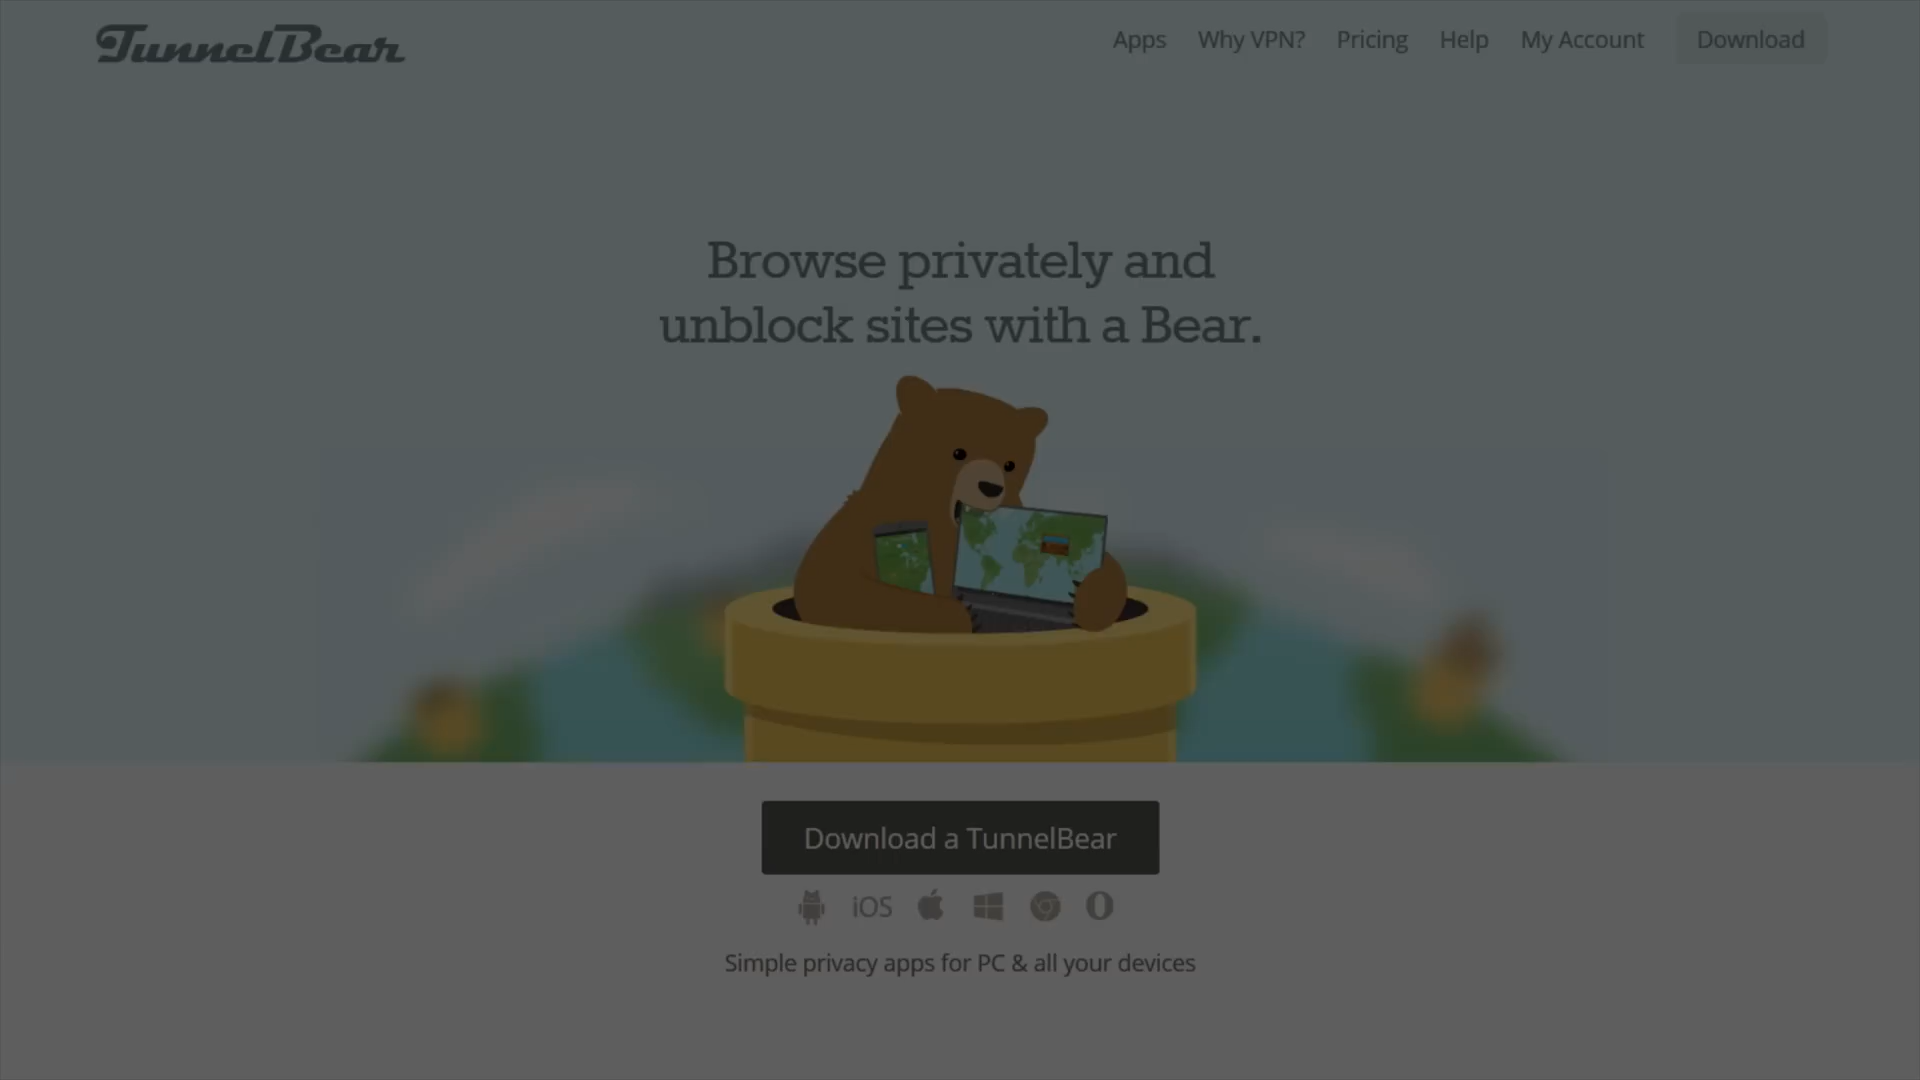 TunnelBear
Apps Why VPN? Pricing Help My Account Download
Browse privately and
unblock sites with a Bear.
Download a TunnelBear
iOS
Simple privacy apps for PC & all your devices